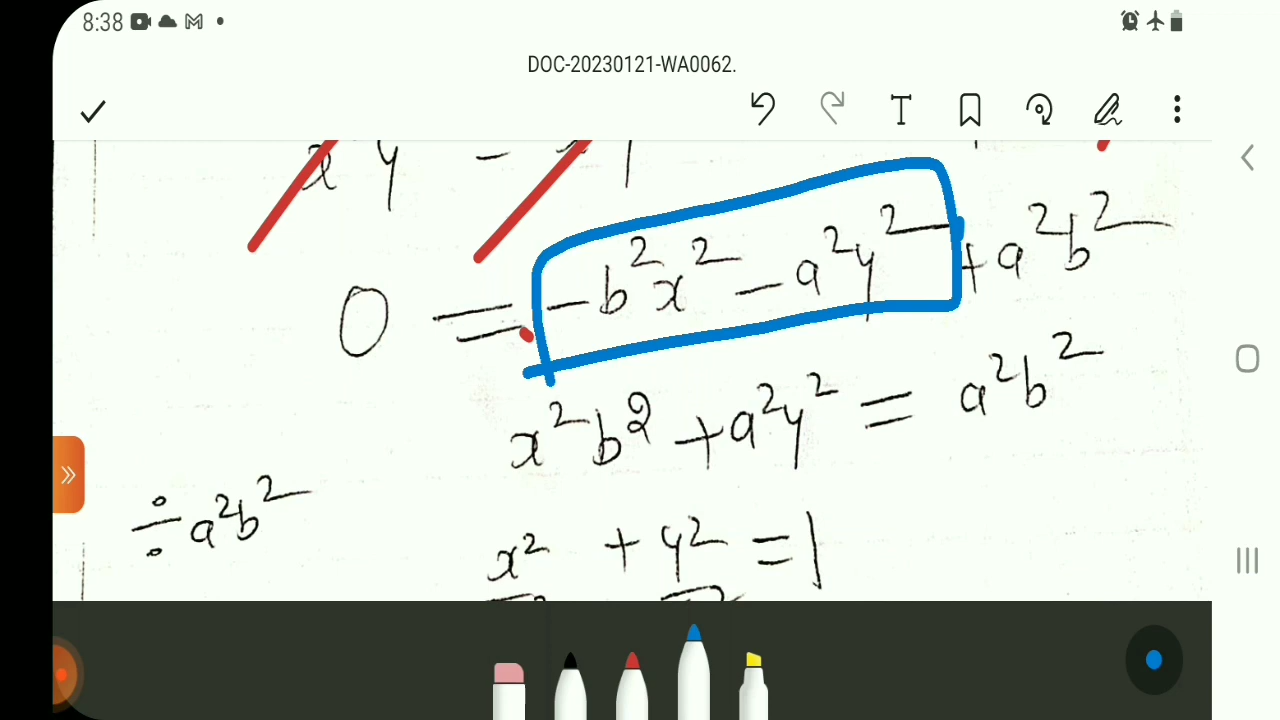 8:38
DOC-20230121-WA0062.
0 = -b²x² - a²y² + a²b²
x²b² + a²y² = a²b²
÷ a²b²
x² + y² = 1